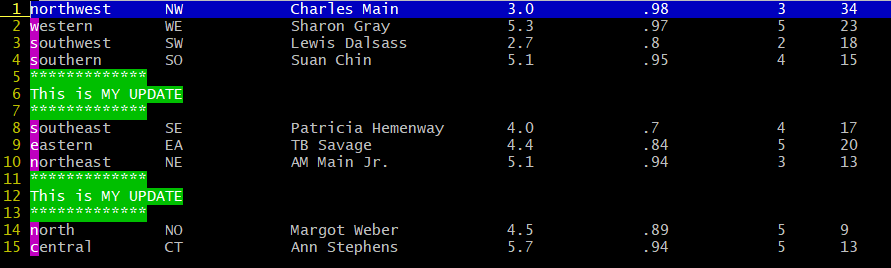 1 northwest NW Charles Main 3.0 .98 3 34
2 western WE Sharon Gray 5.3 .97 5 23
3 southwest SW Lewis Dalsass 2.7 .8 2 18
4 southern SO Suan Chin 5.1 .95 4 15
5 *************
6 This is MY UPDATE
7 *************
8 southeast SE Patricia Hemenway 4.0 .7 4 17
9 eastern EA TB Savage 4.4 .84 5 20
10 northeast NE AM Main Jr. 5.1 .94 3 13
11 *************
12 This is MY UPDATE
13 *************
14 north NO Margot Weber 4.5 .89 5 9
15 central CT Ann Stephens 5.7 .94 5 13